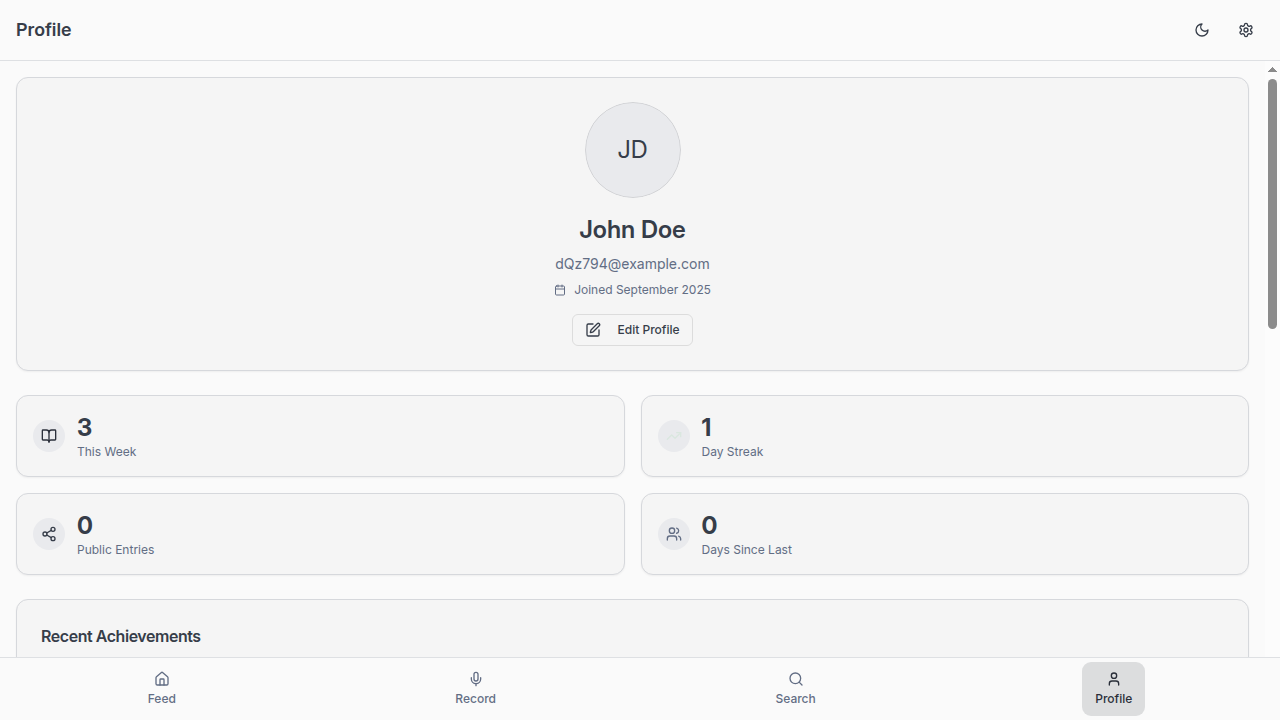 Profile
JD
John Doe
dQz794@example.com
Joined September 2025
Edit Profile
3
This Week
1
Day Streak
0
Public Entries
0
Days Since Last
Recent Achievements
Feed
Record
Search
Profile